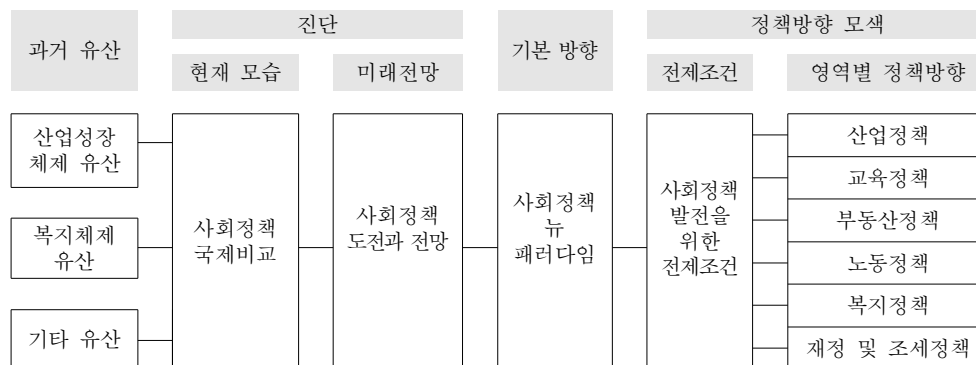 과거 유산
진단
현재 모습
미래전망
기본 방향
정책방향 모색
전제조건
영역별 정책방향
산업성장
체제 유산
복지체제
유산
기타 유산
사회정책
국제비교
사회정책
도전과 전망
사회정책
뉴
패러다임
사회정책
발전을
위한
전제조건
산업정책
교육정책
부동산정책
노동정책
복지정책
재정 및 조세정책